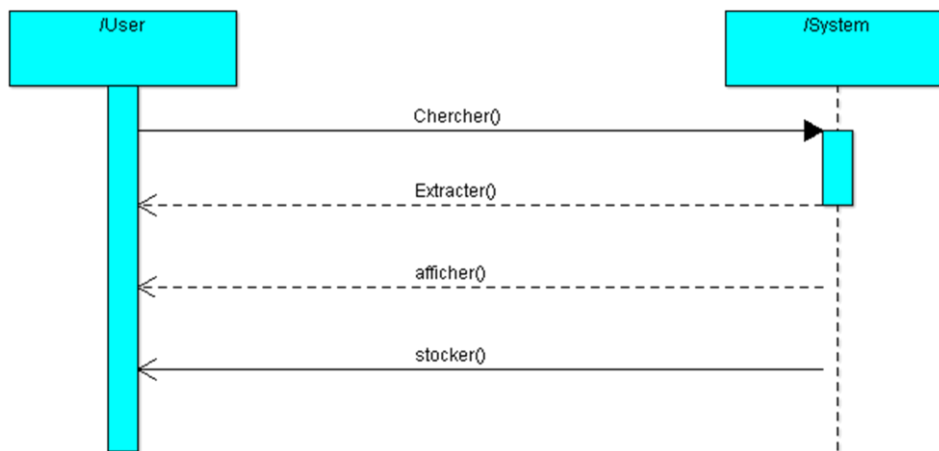 /User
/System
Chercher()
Extracter()
afficher()
stocker()